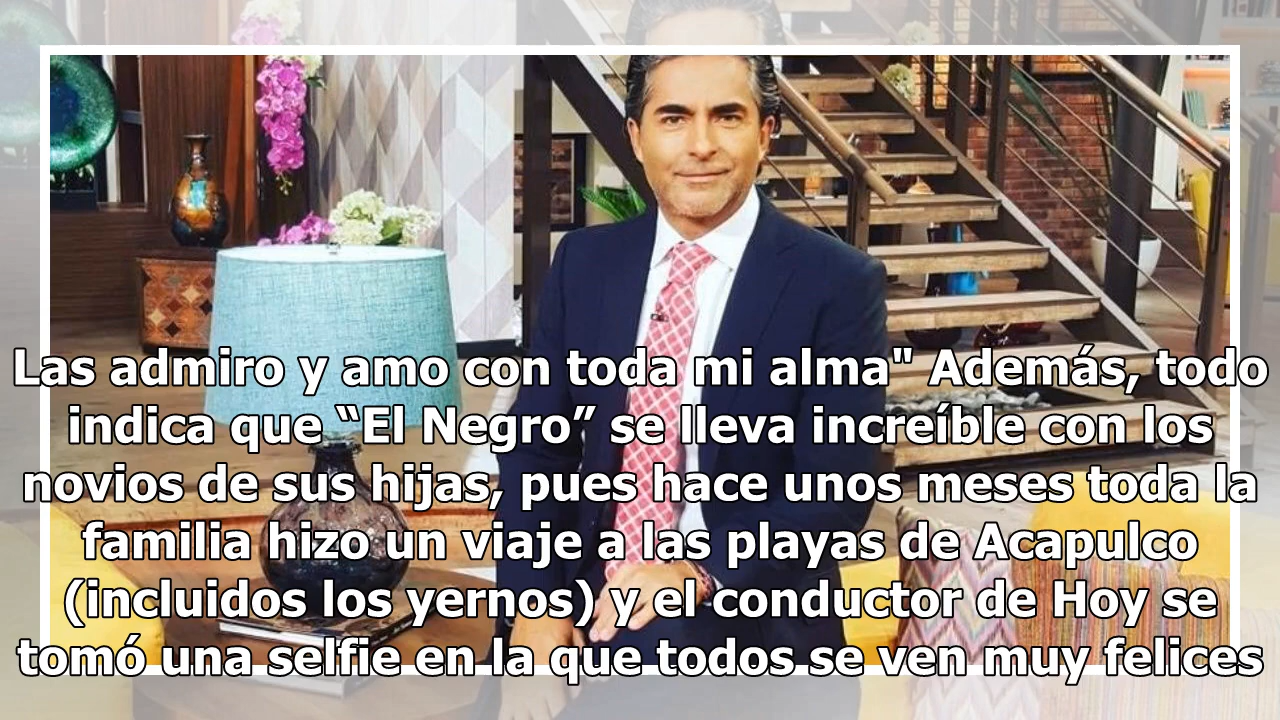 Las admiro y amo con toda mi alma" Además, todo
indica que “El Negro” se lleva increíble con los
novios de sus hijas, pues hace unos meses toda la
familia hizo un viaje a las playas de Acapulco
(incluidos los yernos) y el conductor de Hoy se
tomó una selfie en la que todos se ven muy felices